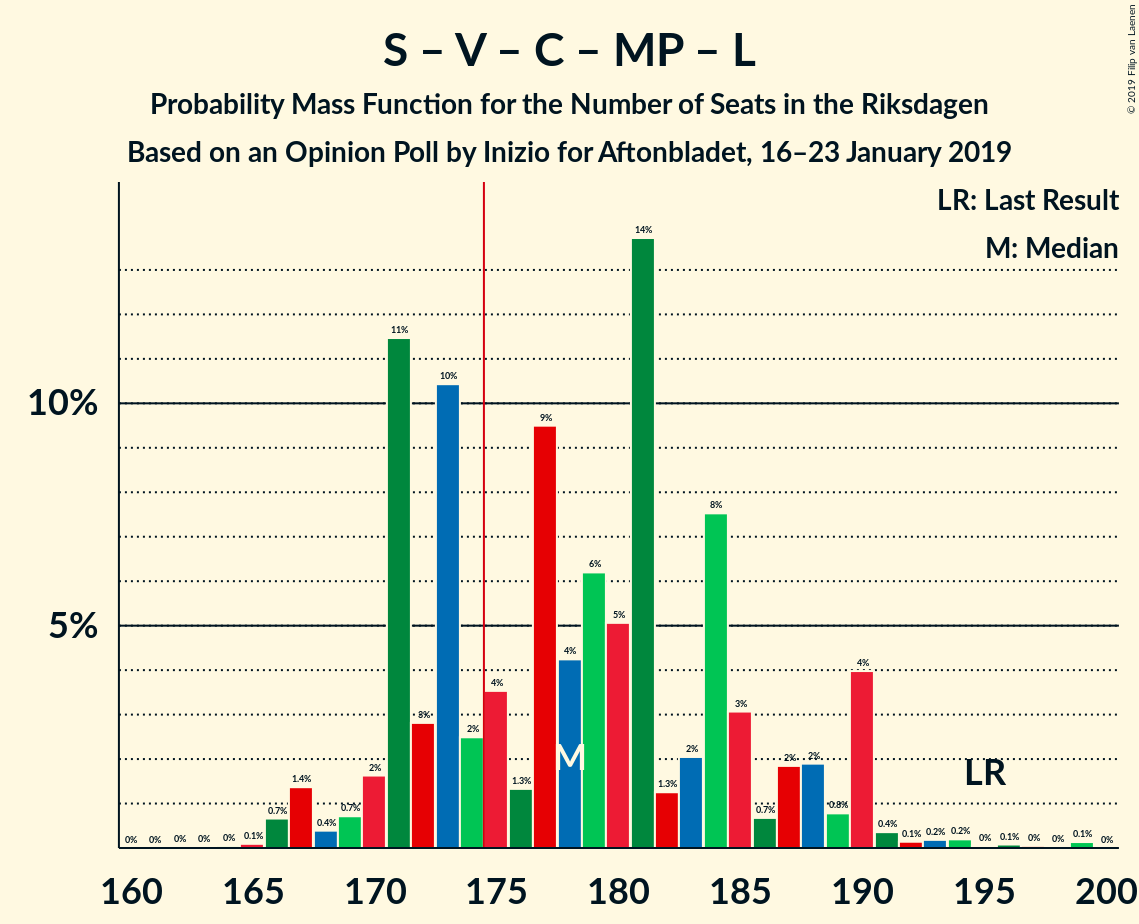 S – V – C – MP – L
Probability Mass Function for the Number of Seats in the Riksdagen
Based on an Opinion Poll by Inizio for Aftonbladet, 16–23 January 2019
© 2019 Filip van Laenen
LR: Last Result
M: Median
10%
5%
0% 0% 0% 0% 0% 0.1% 0.7% 1.4% 0.4% 0.7% 2% 11% 3% 10% 2% 4% 1.3% 9% 4% 6% 5% 14% 1.3% 2% 8% 3% 0.7% 2% 2% 0.8% 4% 0.4% 0.1% 0.2% 0.2% 0% 0.1% 0% 0% 0.1% 0%
M
LR
160 165 170 175 180 185 190 195 200